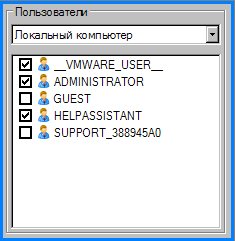 Пользователи
Локальный компьютер
__VMWARE_USER__
ADMINISTRATOR
GUEST
HELPASSISTANT
SUPPORT_388945A0